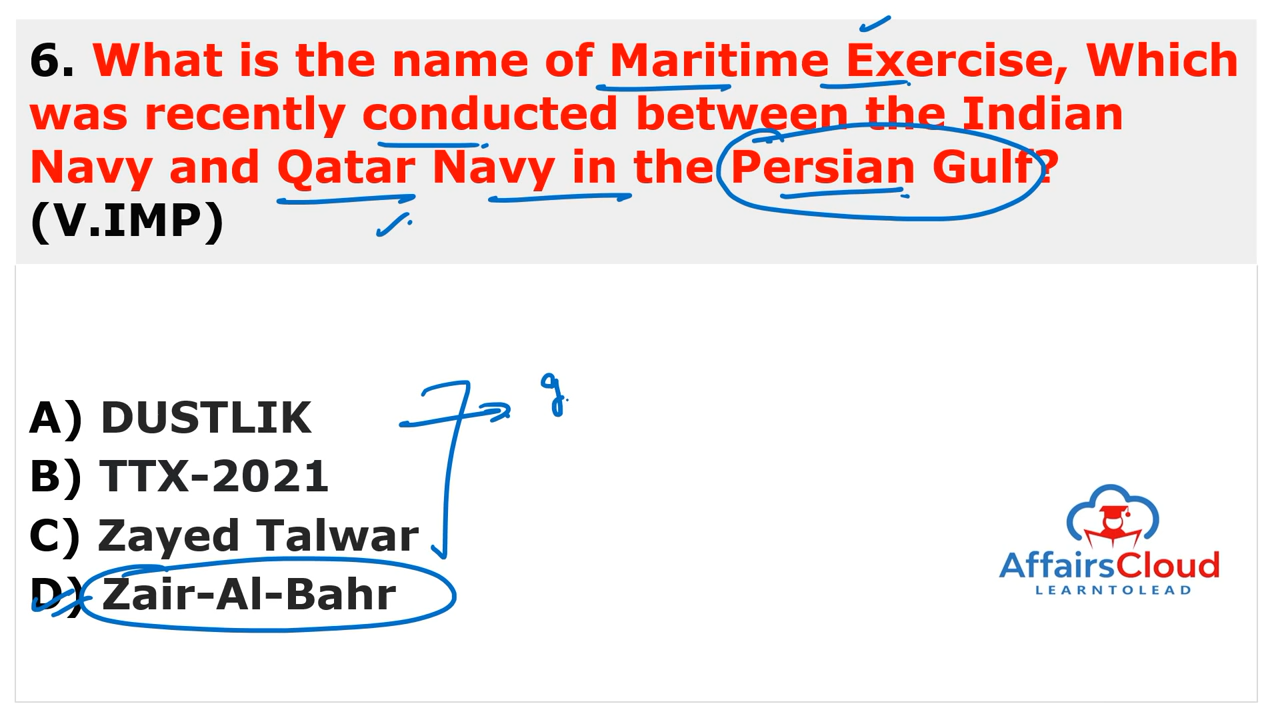 6. What is the name of Maritime Exercise, Which
was recently conducted between the Indian
Navy and Qatar Navy in the Persian Gulf?
(V.IMP)
A) DUSTLIK
B) TTX-2021
C) Zayed Talwar
D) Zair-Al-Bahr
AffairsCloud
LEARNTOLEAD